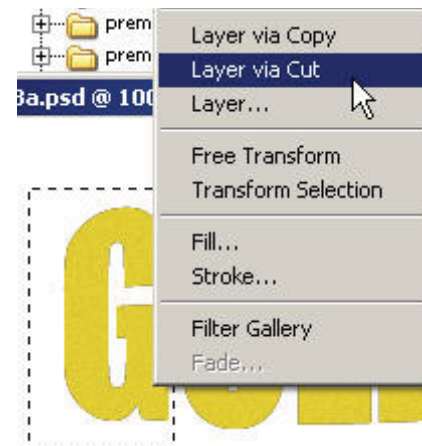 prem
prem
3a.psd @ 100
Layer via Copy
Layer via Cut
Layer...
Free Transform
Transform Selection
Fill...
Stroke...
Filter Gallery
Fade...
G